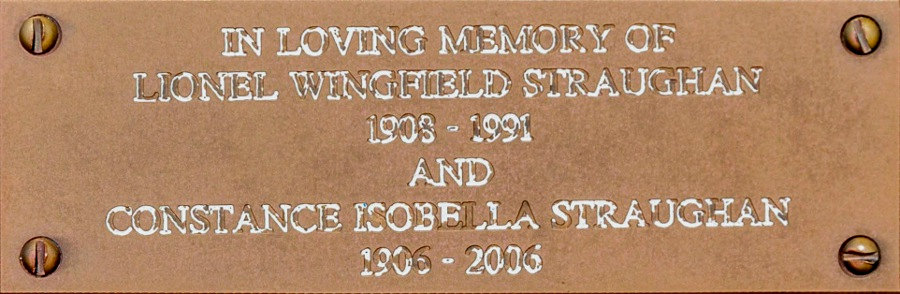 IN LOVING MEMORY OF
LIONEL WINGFIELD STRAUGHAN
1908 - 1991
AND
CONSTANCE ISOBELLA STRAUGHAN
1906 - 2006